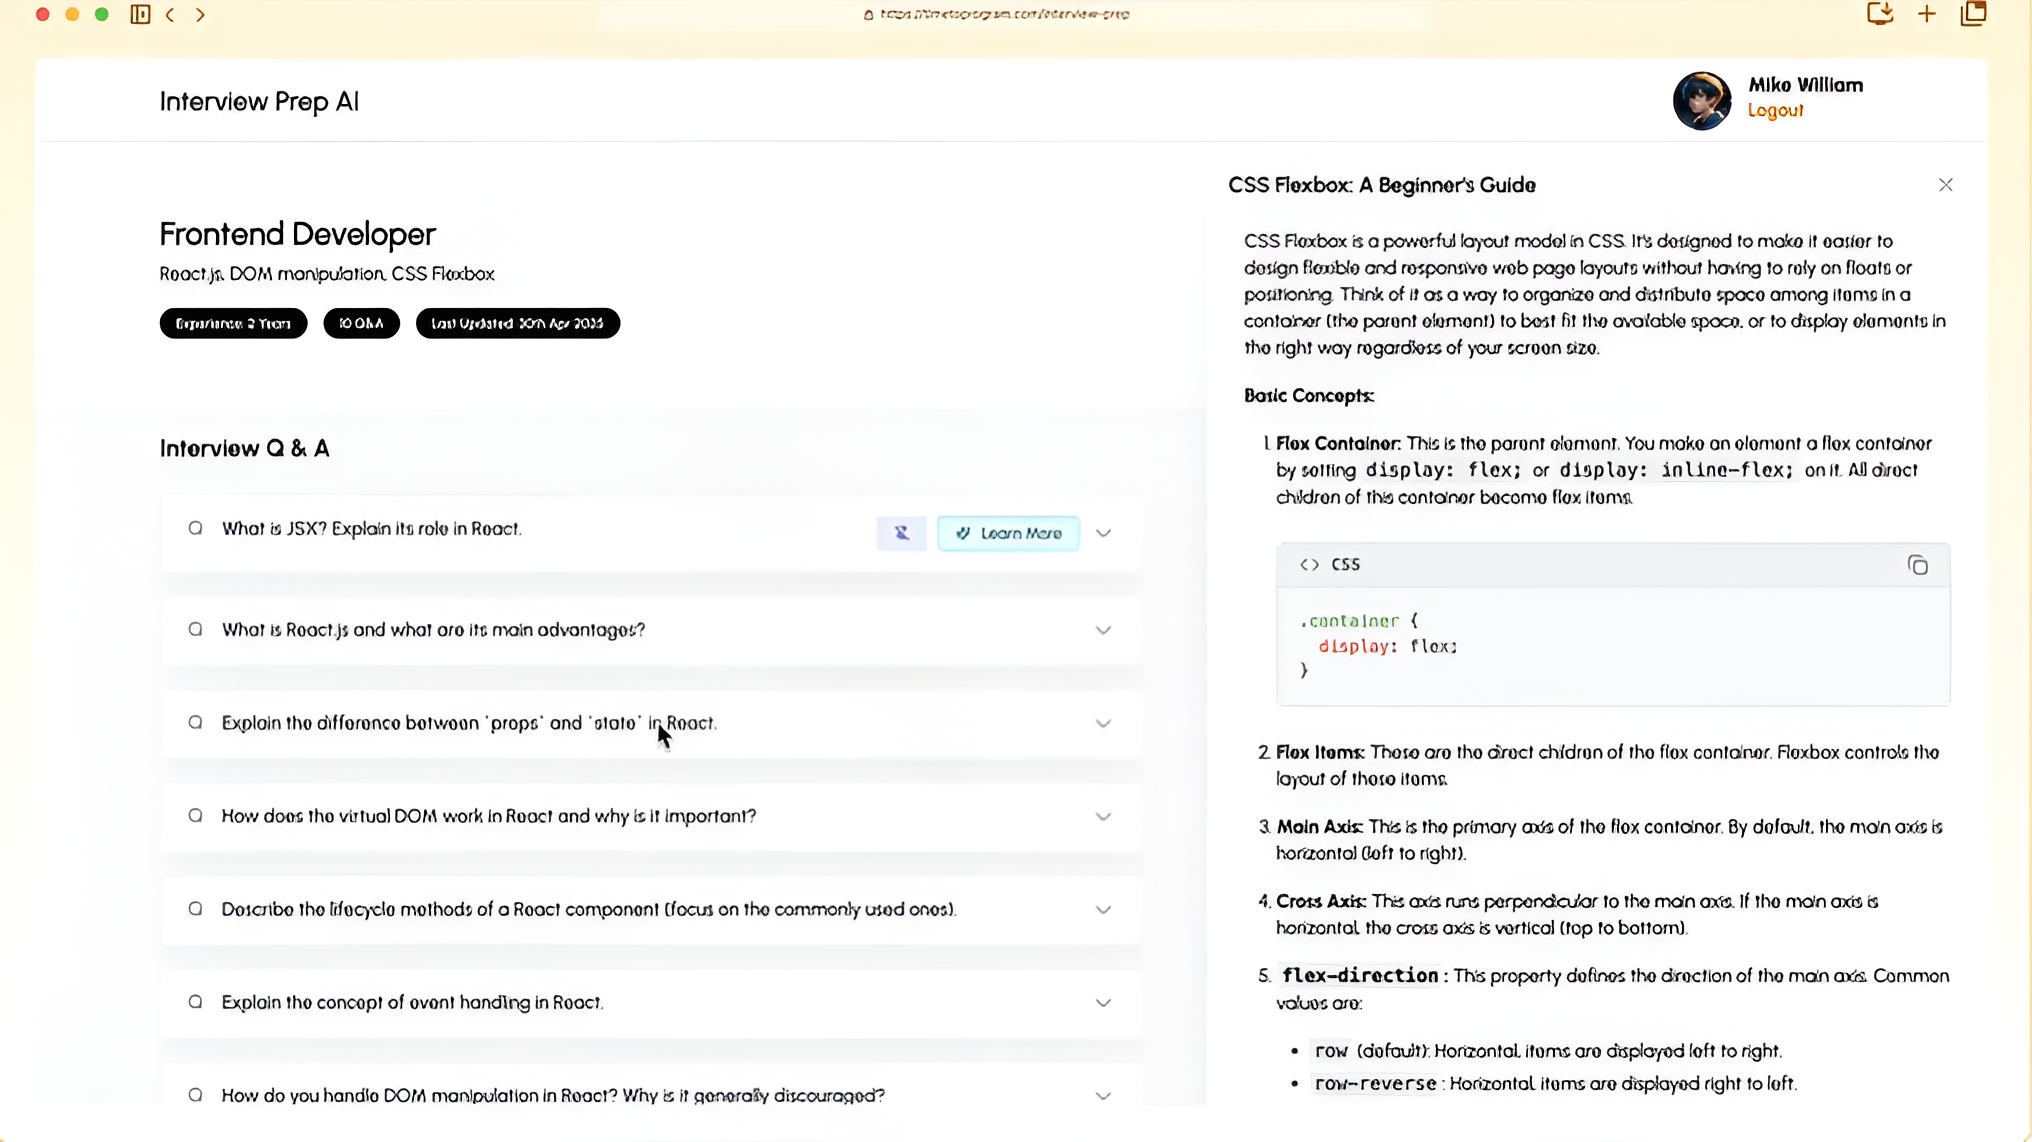 Interview Prep AI
Mike William
Logout
Frontend Developer
React.js, DOM manipulation, CSS Flexbox
Experience: 2 Years
10 Q&A
Last Updated: 30th Apr 2025
Interview Q & A
Q What is JSX? Explain its role in React.
Learn More
Q What is React.js and what are its main advantages?
Q Explain the difference between 'props' and 'state' in React.
Q How does the virtual DOM work in React and why is it important?
Q Describe the lifecycle methods of a React component (focus on the commonly used ones).
Q Explain the concept of event handling in React.
Q How do you handle DOM manipulation in React? Why is it generally discouraged?
CSS Flexbox: A Beginner's Guide
CSS Flexbox is a powerful layout model in CSS. It's designed to make it easier to
design flexible and responsive web page layouts without having to rely on floats or
positioning. Think of it as a way to organize and distribute space among items in a
container (the parent element) to best fit the available space, or to display elements in
the right way regardless of your screen size.
Basic Concepts:
1. Flex Container: This is the parent element. You make an element a flex container
by setting display: flex; or display: inline-flex; on it. All direct
children of this container become flex items.
<> CSS
.container {
display: flex;
}
2. Flex Items: These are the direct children of the flex container. Flexbox controls the
layout of these items.
3. Main Axis: This is the primary axis of the flex container. By default, the main axis is
horizontal (left to right).
4. Cross Axis: This axis runs perpendicular to the main axis. If the main axis is
horizontal, the cross axis is vertical (top to bottom).
5. flex-direction: This property defines the direction of the main axis. Common
values are:
• row (default): Horizontal, items are displayed left to right.
• row-reverse: Horizontal, items are displayed right to left.